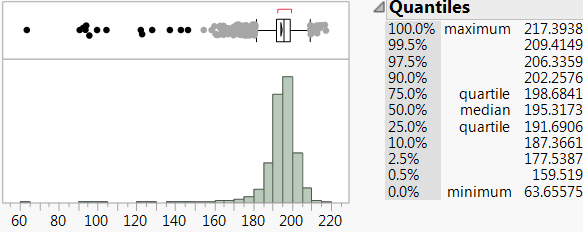 Quantiles
100.0% maximum 217.3938
99.5% 209.4149
97.5% 206.3359
90.0% 202.2576
75.0% quartile 198.6841
50.0% median 195.3173
25.0% quartile 191.6906
10.0% 187.3661
2.5% 177.5387
0.5% 159.519
0.0% minimum 63.65575
60 80 100 120 140 160 180 200 220